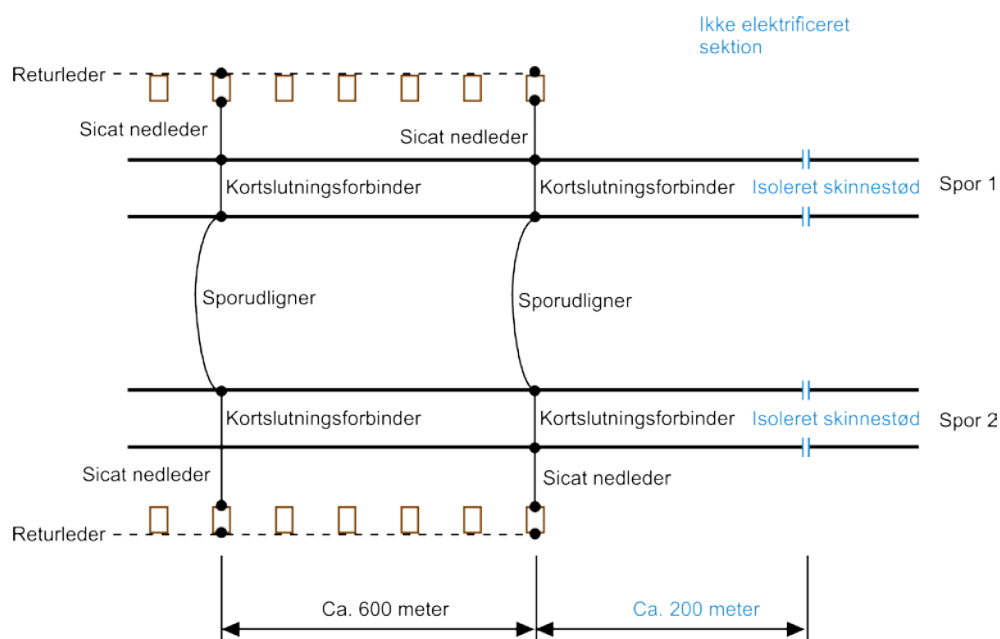 Ikke elektrificeret
sektion
Returleder
Sicat nedleder
Sicat nedleder
Kortslutningsforbinder
Kortslutningsforbinder
Isoleret skinnestød
Spor 1
Sporudligner
Sporudligner
Kortslutningsforbinder
Kortslutningsforbinder
Isoleret skinnestød
Spor 2
Sicat nedleder
Sicat nedleder
Returleder
Ca. 600 meter
Ca. 200 meter